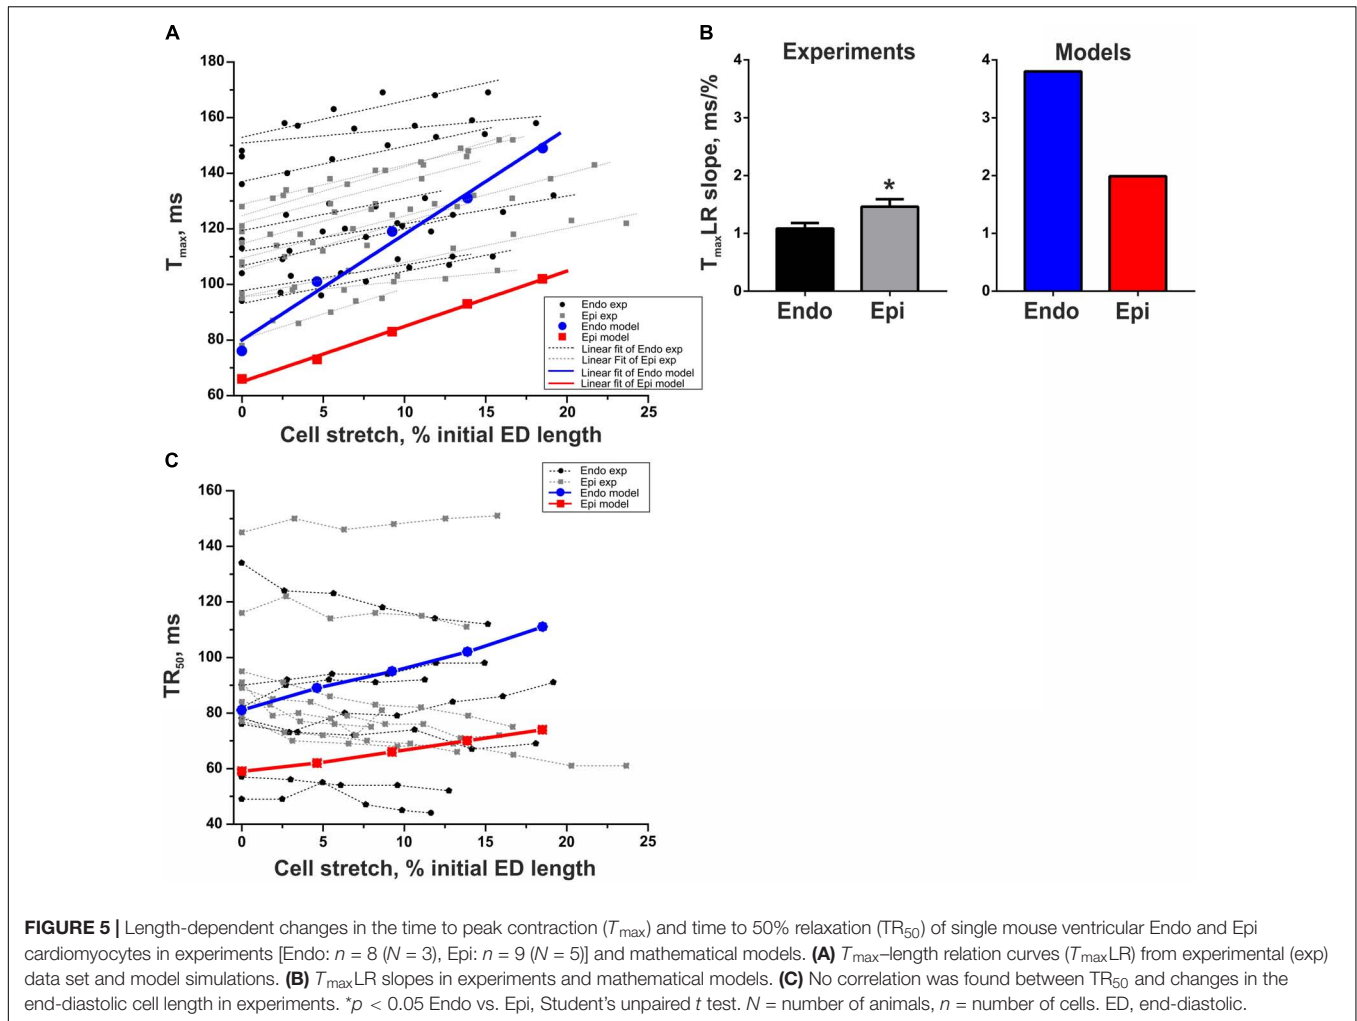 A
180
160
140
120
100
80
60
T_max, ms
0 5 10 15 20 25
Cell stretch, % initial ED length
Endo exp
Epi exp
Endo model
Epi model
Linear fit of Endo exp
Linear Fit of Epi exp
Linear fit of Endo model
Linear fit of Epi model
B
Experiments
Models
T_maxLR slope, ms/%
4
3
2
1
0
*
Endo Epi
4
3
2
1
0
Endo Epi
C
160
140
120
100
80
60
40
TR_50, ms
0 5 10 15 20 25
Cell stretch, % initial ED length
Endo exp
Epi exp
Endo model
Epi model
FIGURE 5 | Length-dependent changes in the time to peak contraction (T_max) and time to 50% relaxation (TR_50) of single mouse ventricular Endo and Epi
cardiomyocytes in experiments [Endo: n = 8 (N = 3), Epi: n = 9 (N = 5)] and mathematical models. (A) T_max–length relation curves (T_maxLR) from experimental (exp)
data set and model simulations. (B) T_maxLR slopes in experiments and mathematical models. (C) No correlation was found between TR_50 and changes in the
end-diastolic cell length in experiments. *p < 0.05 Endo vs. Epi, Student's unpaired t test. N = number of animals, n = number of cells. ED, end-diastolic.